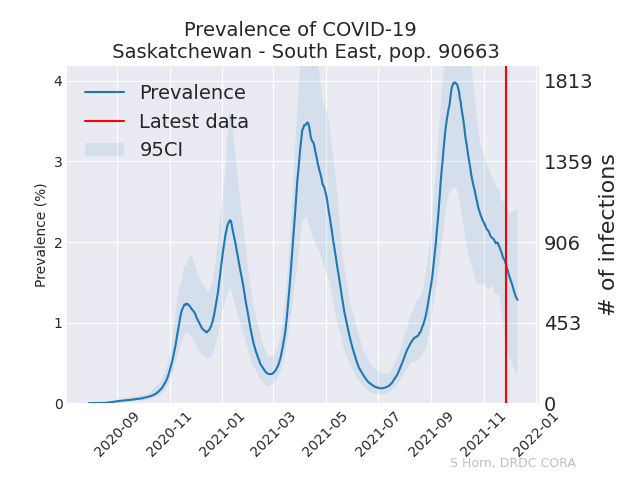 Prevalence of COVID-19
Saskatchewan - South East, pop. 90663
Prevalence
Latest data
95CI
Prevalence (%)
4
3
2
1
0
1813
1359
906
453
0
# of infections
2020-09
2020-11
2021-01
2021-03
2021-05
2021-07
2021-09
2021-11
2022-01
S Horn, DRDC CORA